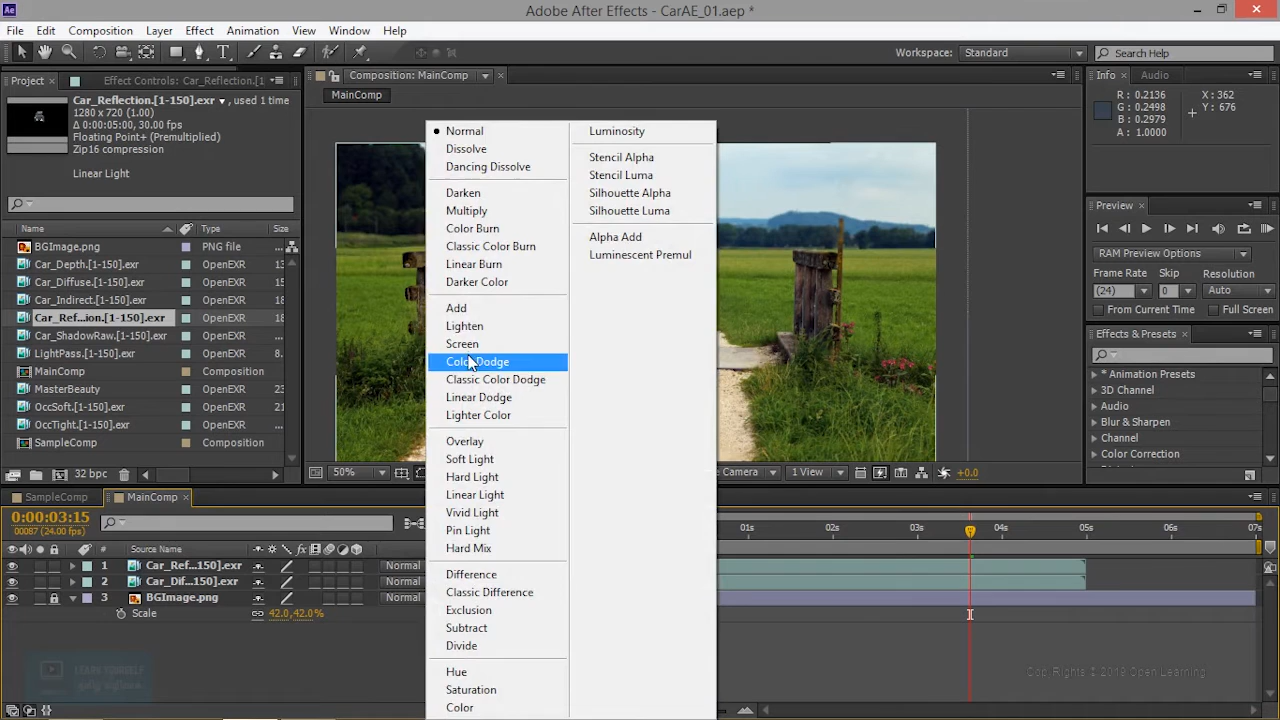 Adobe After Effects - CarAE_01.aep *
File Edit Composition Layer Effect Animation View Window Help
Workspace: Standard Search Help
Project Effect Controls: Car_Reflection.[1
Composition: MainComp
Info Audio
Car_Reflection.[1-150].exr , used 1 time
1280 x 720 (1.00)
Δ 0:00:05:00, 30.00 fps
Floating Point+ (Premultiplied)
Zip16 compression
Linear Light
MainComp
R : 0.2136
G : 0.2498
B : 0.2979
A : 1.0000
X : 362
Y : 676
Name Type Size
BGImage.png PNG file ...
Car_Depth.[1-150].exr OpenEXR 13
Car_Diffuse.[1-150].exr OpenEXR ...
Car_Indirect.[1-150].exr OpenEXR 18
Car_Ref...ion.[1-150].exr OpenEXR 18
Car_ShadowRaw.[1-150].exr OpenEXR ...
LightPass.[1-150].exr OpenEXR 8.
MainComp Composition
MasterBeauty OpenEXR 23
OccSoft.[1-150].exr OpenEXR ...
OccTight.[1-150].exr OpenEXR ...
SampleComp Composition
32 bpc
Normal
Dissolve
Dancing Dissolve
Darken
Multiply
Color Burn
Classic Color Burn
Linear Burn
Darker Color
Add
Lighten
Screen
Color Dodge
Classic Color Dodge
Linear Dodge
Lighter Color
Overlay
Soft Light
Hard Light
Linear Light
Vivid Light
Pin Light
Hard Mix
Difference
Classic Difference
Exclusion
Subtract
Divide
Hue
Saturation
Color
Luminosity
Stencil Alpha
Stencil Luma
Silhouette Alpha
Silhouette Luma
Alpha Add
Luminescent Premul
Preview
RAM Preview Options
Frame Rate Skip Resolution
(24) 0 Auto
From Current Time Full Screen
Effects & Presets
* Animation Presets
3D Channel
Audio
Blur & Sharpen
Channel
Color Correction
50% Camera 1 View +0.0
SampleComp MainComp
0:00:03:15
00087 (24.00 fps)
01s 02s 03s 04s 05s 06s 07s
# Source Name
1 Car_Ref...150].exr Normal
2 Car_Dif...150].exr Normal
3 BGImage.png Normal
Scale 42.0,42.0%
LEARN YOURSELF
Cop Rights © 2019 Open Learning